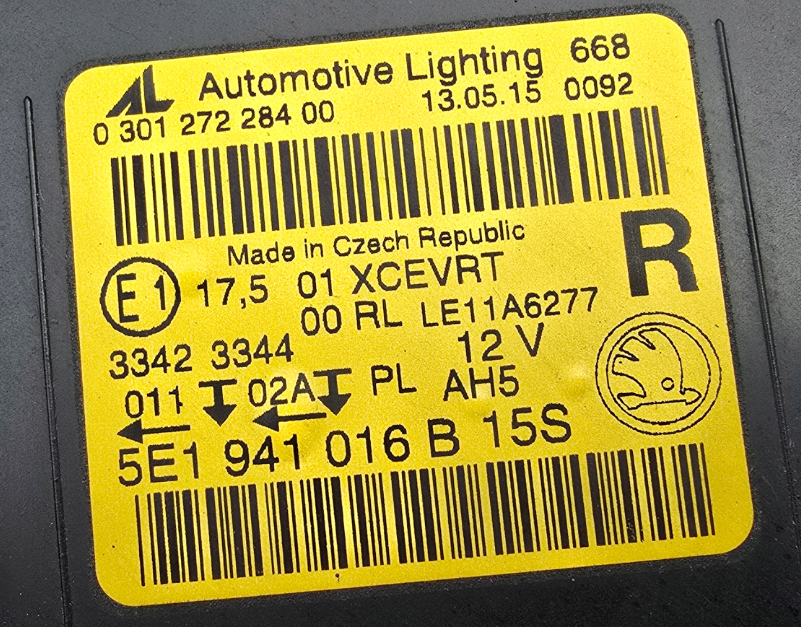 AL Automotive Lighting 668
0 301 272 284 00 13.05.15 0092
Made in Czech Republic R
E1 17,5 01 XCEVRT
00 RL LE11A6277
3342 3344 12 V
011 02A PL AH5
5E1 941 016 B 15S